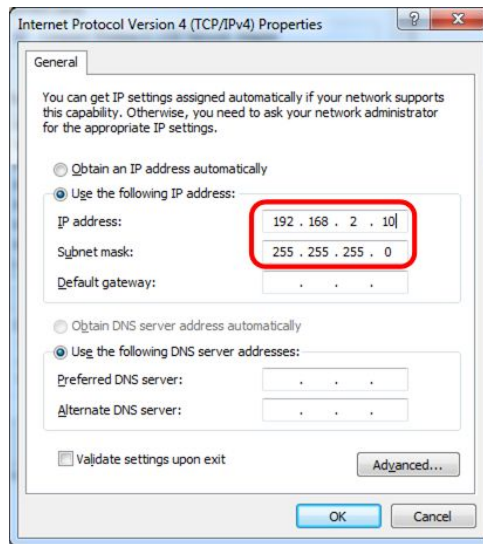 Internet Protocol Version 4 (TCP/IPv4) Properties
General
You can get IP settings assigned automatically if your network supports
this capability. Otherwise, you need to ask your network administrator
for the appropriate IP settings.
Obtain an IP address automatically
Use the following IP address:
IP address: 192 . 168 . 2 . 10
Subnet mask: 255 . 255 . 255 . 0
Default gateway: . . .
Obtain DNS server address automatically
Use the following DNS server addresses:
Preferred DNS server: . . .
Alternate DNS server: . . .
Validate settings upon exit
Advanced...
OK Cancel